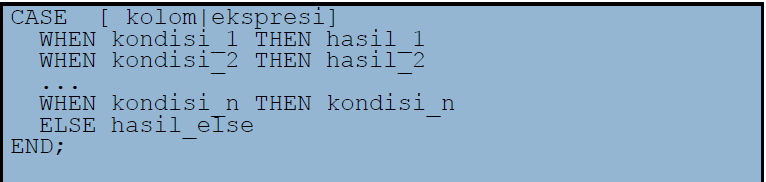 CASE  [ kolom|ekspresi]
  WHEN kondisi_1 THEN hasil_1
  WHEN kondisi_2 THEN hasil_2
  ...
  WHEN kondisi_n THEN kondisi_n
  ELSE hasil_else
END;